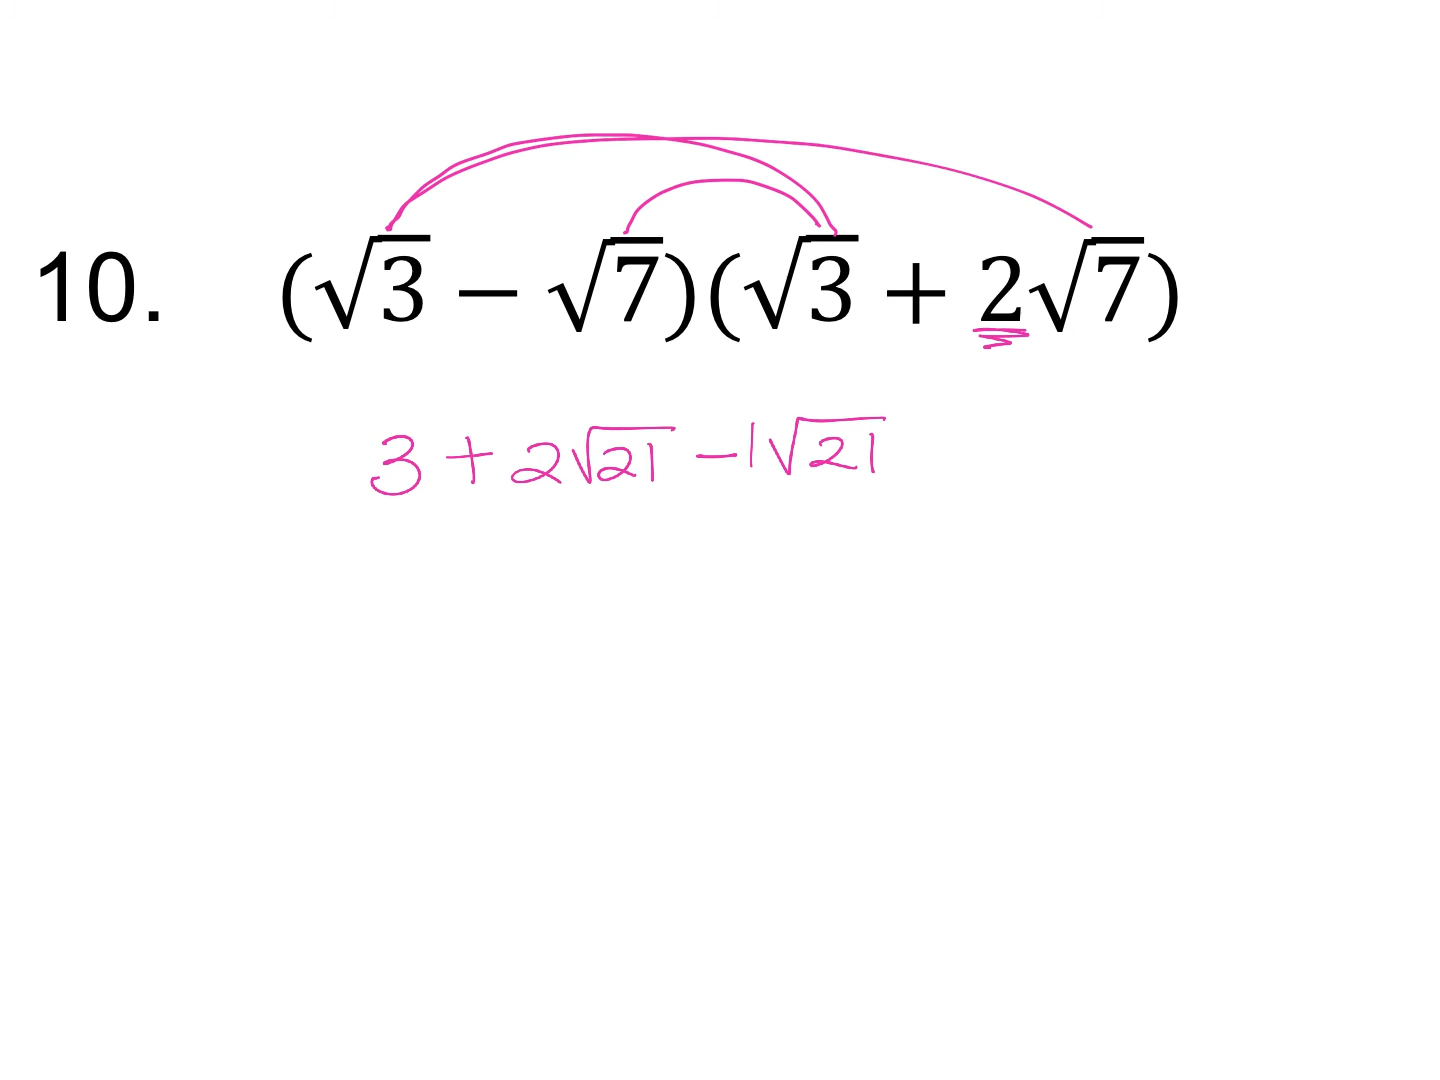 10. (√3 − √7)(√3 + 2√7)
3 + 2√21 − 1√21